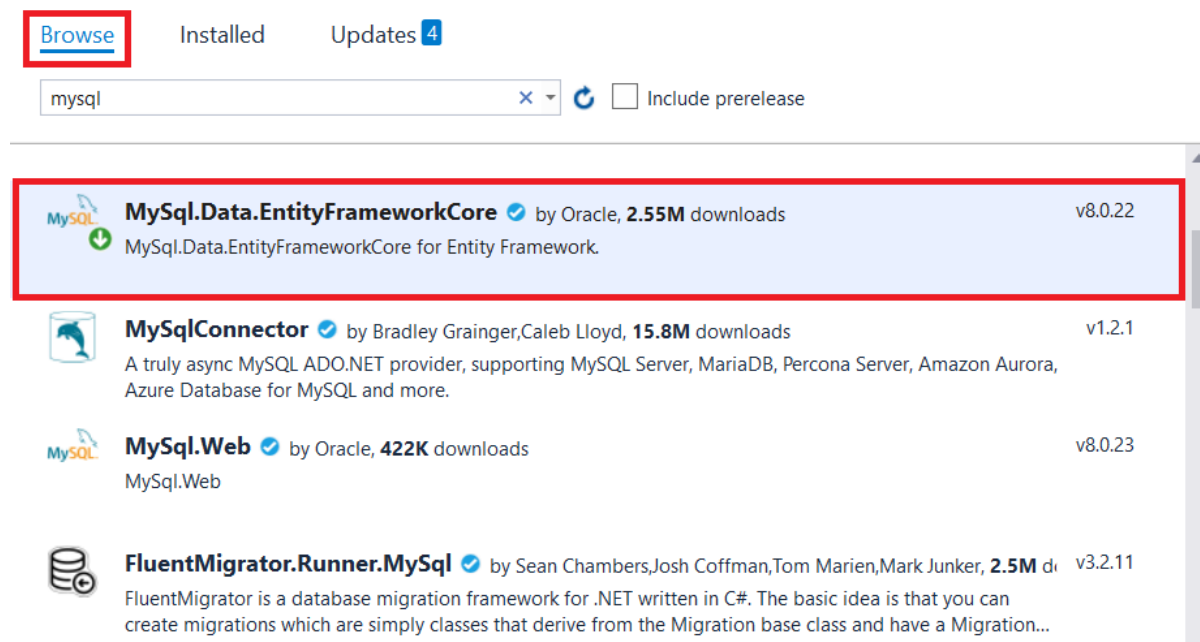 Browse Installed Updates 4
mysql Include prerelease
MySql.Data.EntityFrameworkCore by Oracle, 2.55M downloads v8.0.22
MySQL
MySql.Data.EntityFrameworkCore for Entity Framework.
MySqlConnector by Bradley Grainger,Caleb Lloyd, 15.8M downloads v1.2.1
A truly async MySQL ADO.NET provider, supporting MySQL Server, MariaDB, Percona Server, Amazon Aurora,
Azure Database for MySQL and more.
MySql.Web by Oracle, 422K downloads v8.0.23
MySQL
MySql.Web
FluentMigrator.Runner.MySql by Sean Chambers,Josh Coffman,Tom Marien,Mark Junker, 2.5M d v3.2.11
FluentMigrator is a database migration framework for .NET written in C#. The basic idea is that you can
create migrations which are simply classes that derive from the Migration base class and have a Migration...